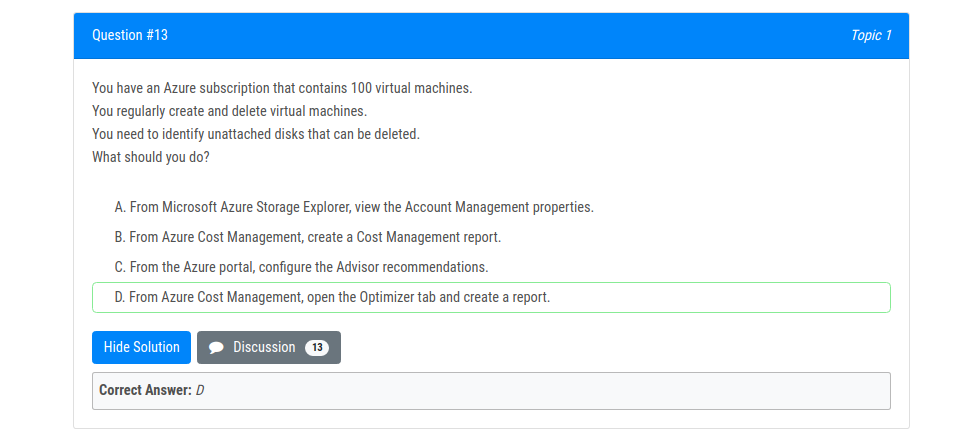 Question #13
Topic 1
You have an Azure subscription that contains 100 virtual machines.
You regularly create and delete virtual machines.
You need to identify unattached disks that can be deleted.
What should you do?
A. From Microsoft Azure Storage Explorer, view the Account Management properties.
B. From Azure Cost Management, create a Cost Management report.
C. From the Azure portal, configure the Advisor recommendations.
D. From Azure Cost Management, open the Optimizer tab and create a report.
Hide Solution
Discussion 13
Correct Answer: D